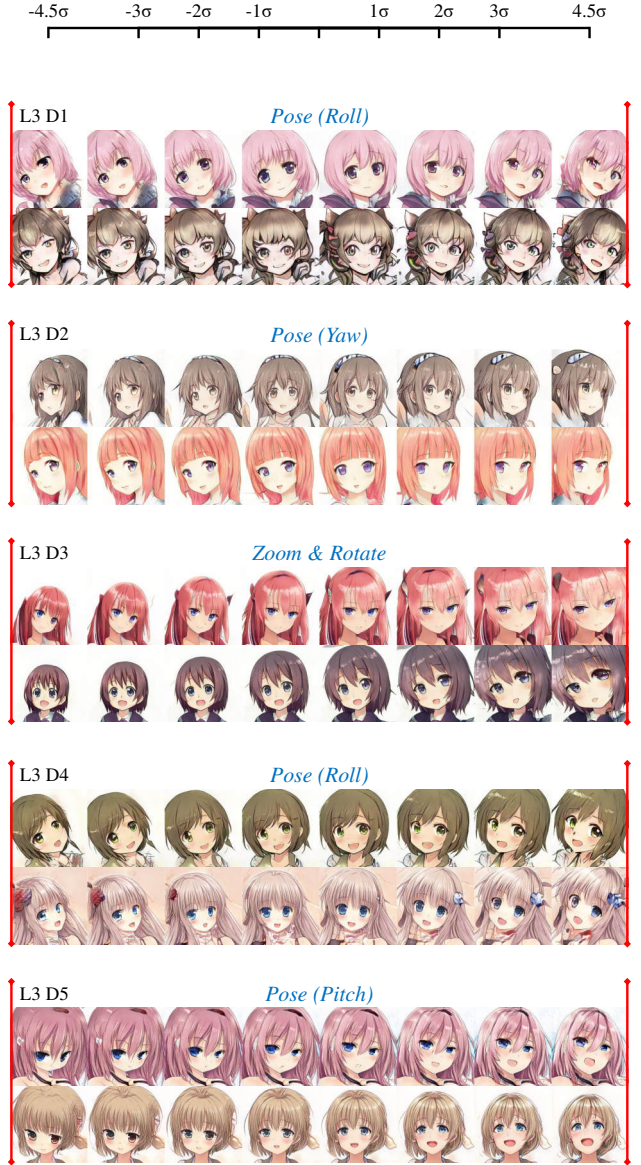 -4.5σ -3σ -2σ -1σ 1σ 2σ 3σ 4.5σ
L3 D1 Pose (Roll)
L3 D2 Pose (Yaw)
L3 D3 Zoom & Rotate
L3 D4 Pose (Roll)
L3 D5 Pose (Pitch)